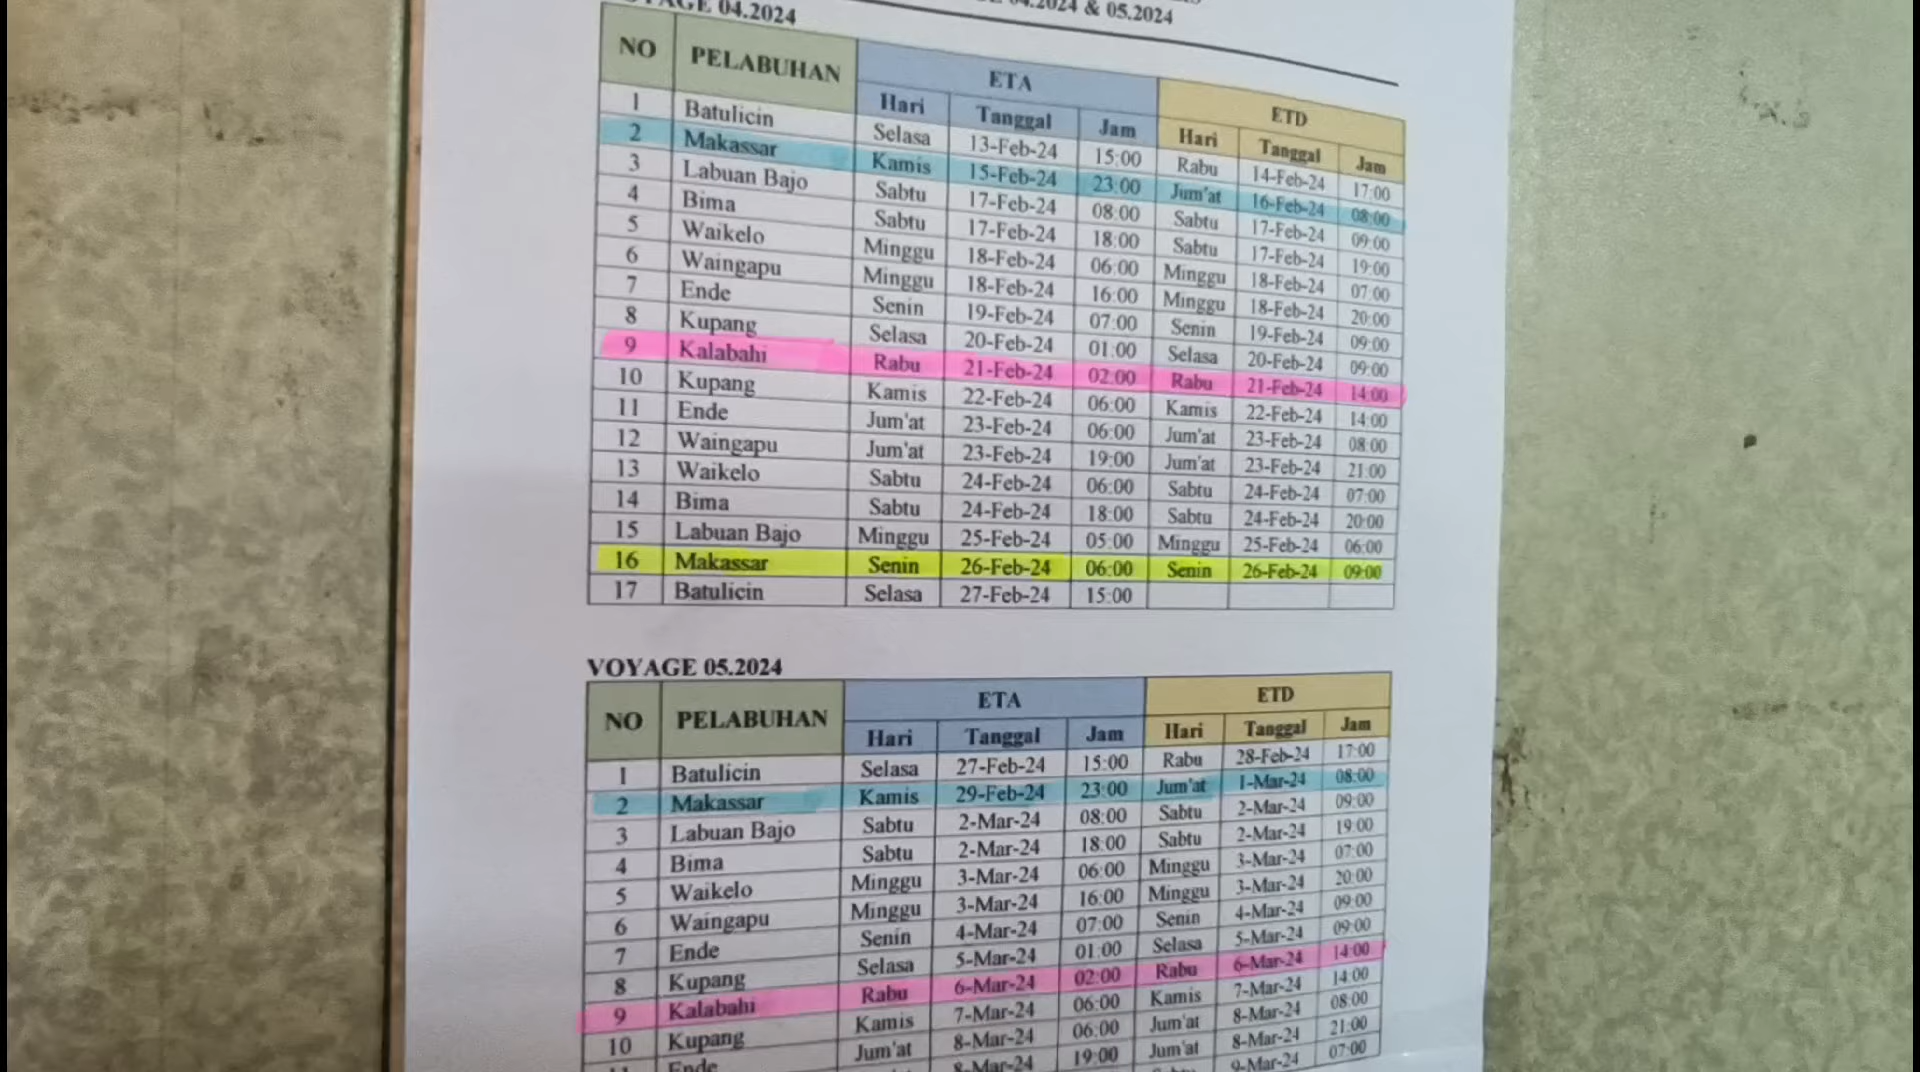 04.2024 & 05.2024
VOYAGE 04.2024
NO PELABUHAN ETA ETD
Hari Tanggal Jam Hari Tanggal Jam
1 Batulicin Selasa 13-Feb-24 15:00 Rabu 14-Feb-24 17:00
2 Makassar Kamis 15-Feb-24 23:00 Jum'at 16-Feb-24 08:00
3 Labuan Bajo Sabtu 17-Feb-24 08:00 Sabtu 17-Feb-24 09:00
4 Bima Sabtu 17-Feb-24 18:00 Sabtu 17-Feb-24 19:00
5 Waikelo Minggu 18-Feb-24 06:00 Minggu 18-Feb-24 07:00
6 Waingapu Minggu 18-Feb-24 16:00 Minggu 18-Feb-24 20:00
7 Ende Senin 19-Feb-24 07:00 Senin 19-Feb-24 09:00
8 Kupang Selasa 20-Feb-24 01:00 Selasa 20-Feb-24 09:00
9 Kalabahi Rabu 21-Feb-24 02:00 Rabu 21-Feb-24 14:00
10 Kupang Kamis 22-Feb-24 06:00 Kamis 22-Feb-24 14:00
11 Ende Jum'at 23-Feb-24 06:00 Jum'at 23-Feb-24 08:00
12 Waingapu Jum'at 23-Feb-24 19:00 Jum'at 23-Feb-24 21:00
13 Waikelo Sabtu 24-Feb-24 06:00 Sabtu 24-Feb-24 07:00
14 Bima Sabtu 24-Feb-24 18:00 Sabtu 24-Feb-24 20:00
15 Labuan Bajo Minggu 25-Feb-24 05:00 Minggu 25-Feb-24 06:00
16 Makassar Senin 26-Feb-24 06:00 Senin 26-Feb-24 09:00
17 Batulicin Selasa 27-Feb-24 15:00
VOYAGE 05.2024
NO PELABUHAN ETA ETD
Hari Tanggal Jam Hari Tanggal Jam
1 Batulicin Selasa 27-Feb-24 15:00 Rabu 28-Feb-24 17:00
2 Makassar Kamis 29-Feb-24 23:00 Jum'at 1-Mar-24 08:00
3 Labuan Bajo Sabtu 2-Mar-24 08:00 Sabtu 2-Mar-24 09:00
4 Bima Sabtu 2-Mar-24 18:00 Sabtu 2-Mar-24 19:00
5 Waikelo Minggu 3-Mar-24 06:00 Minggu 3-Mar-24 07:00
6 Waingapu Minggu 3-Mar-24 16:00 Minggu 3-Mar-24 20:00
7 Ende Senin 4-Mar-24 07:00 Senin 4-Mar-24 09:00
8 Kupang Selasa 5-Mar-24 01:00 Selasa 5-Mar-24 09:00
9 Kalabahi Rabu 6-Mar-24 02:00 Rabu 6-Mar-24 14:00
10 Kupang Kamis 7-Mar-24 06:00 Kamis 7-Mar-24 14:00
Ende Jum'at 8-Mar-24 06:00 Jum'at 8-Mar-24 08:00
8-Mar-24 19:00 Jum'at 8-Mar-24 21:00
9-Mar-24 07:00